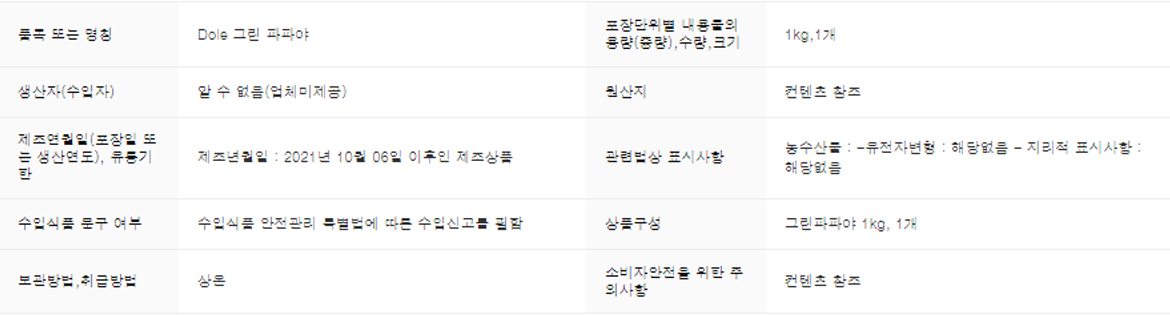 품목 또는 명칭
Dole 그린 파파야
포장단위별 내용물의
용량(중량),수량,크기
1kg,1개
생산자(수입자)
알 수 없음(업체미제공)
원산지
컨텐츠 참조
제조연월일(포장일 또
는 생산연도), 유통기
한
제조년월일 : 2021년 10월 06일 이후인 제조상품
관련법상 표시사항
농수산물 : -유전자변형 : 해당없음 - 지리적 표시사항 :
해당없음
수입식품 문구 여부
수입식품 안전관리 특별법에 따른 수입신고를 필함
상품구성
그린파파야 1kg, 1개
보관방법,취급방법
상온
소비자안전을 위한 주
의사항
컨텐츠 참조